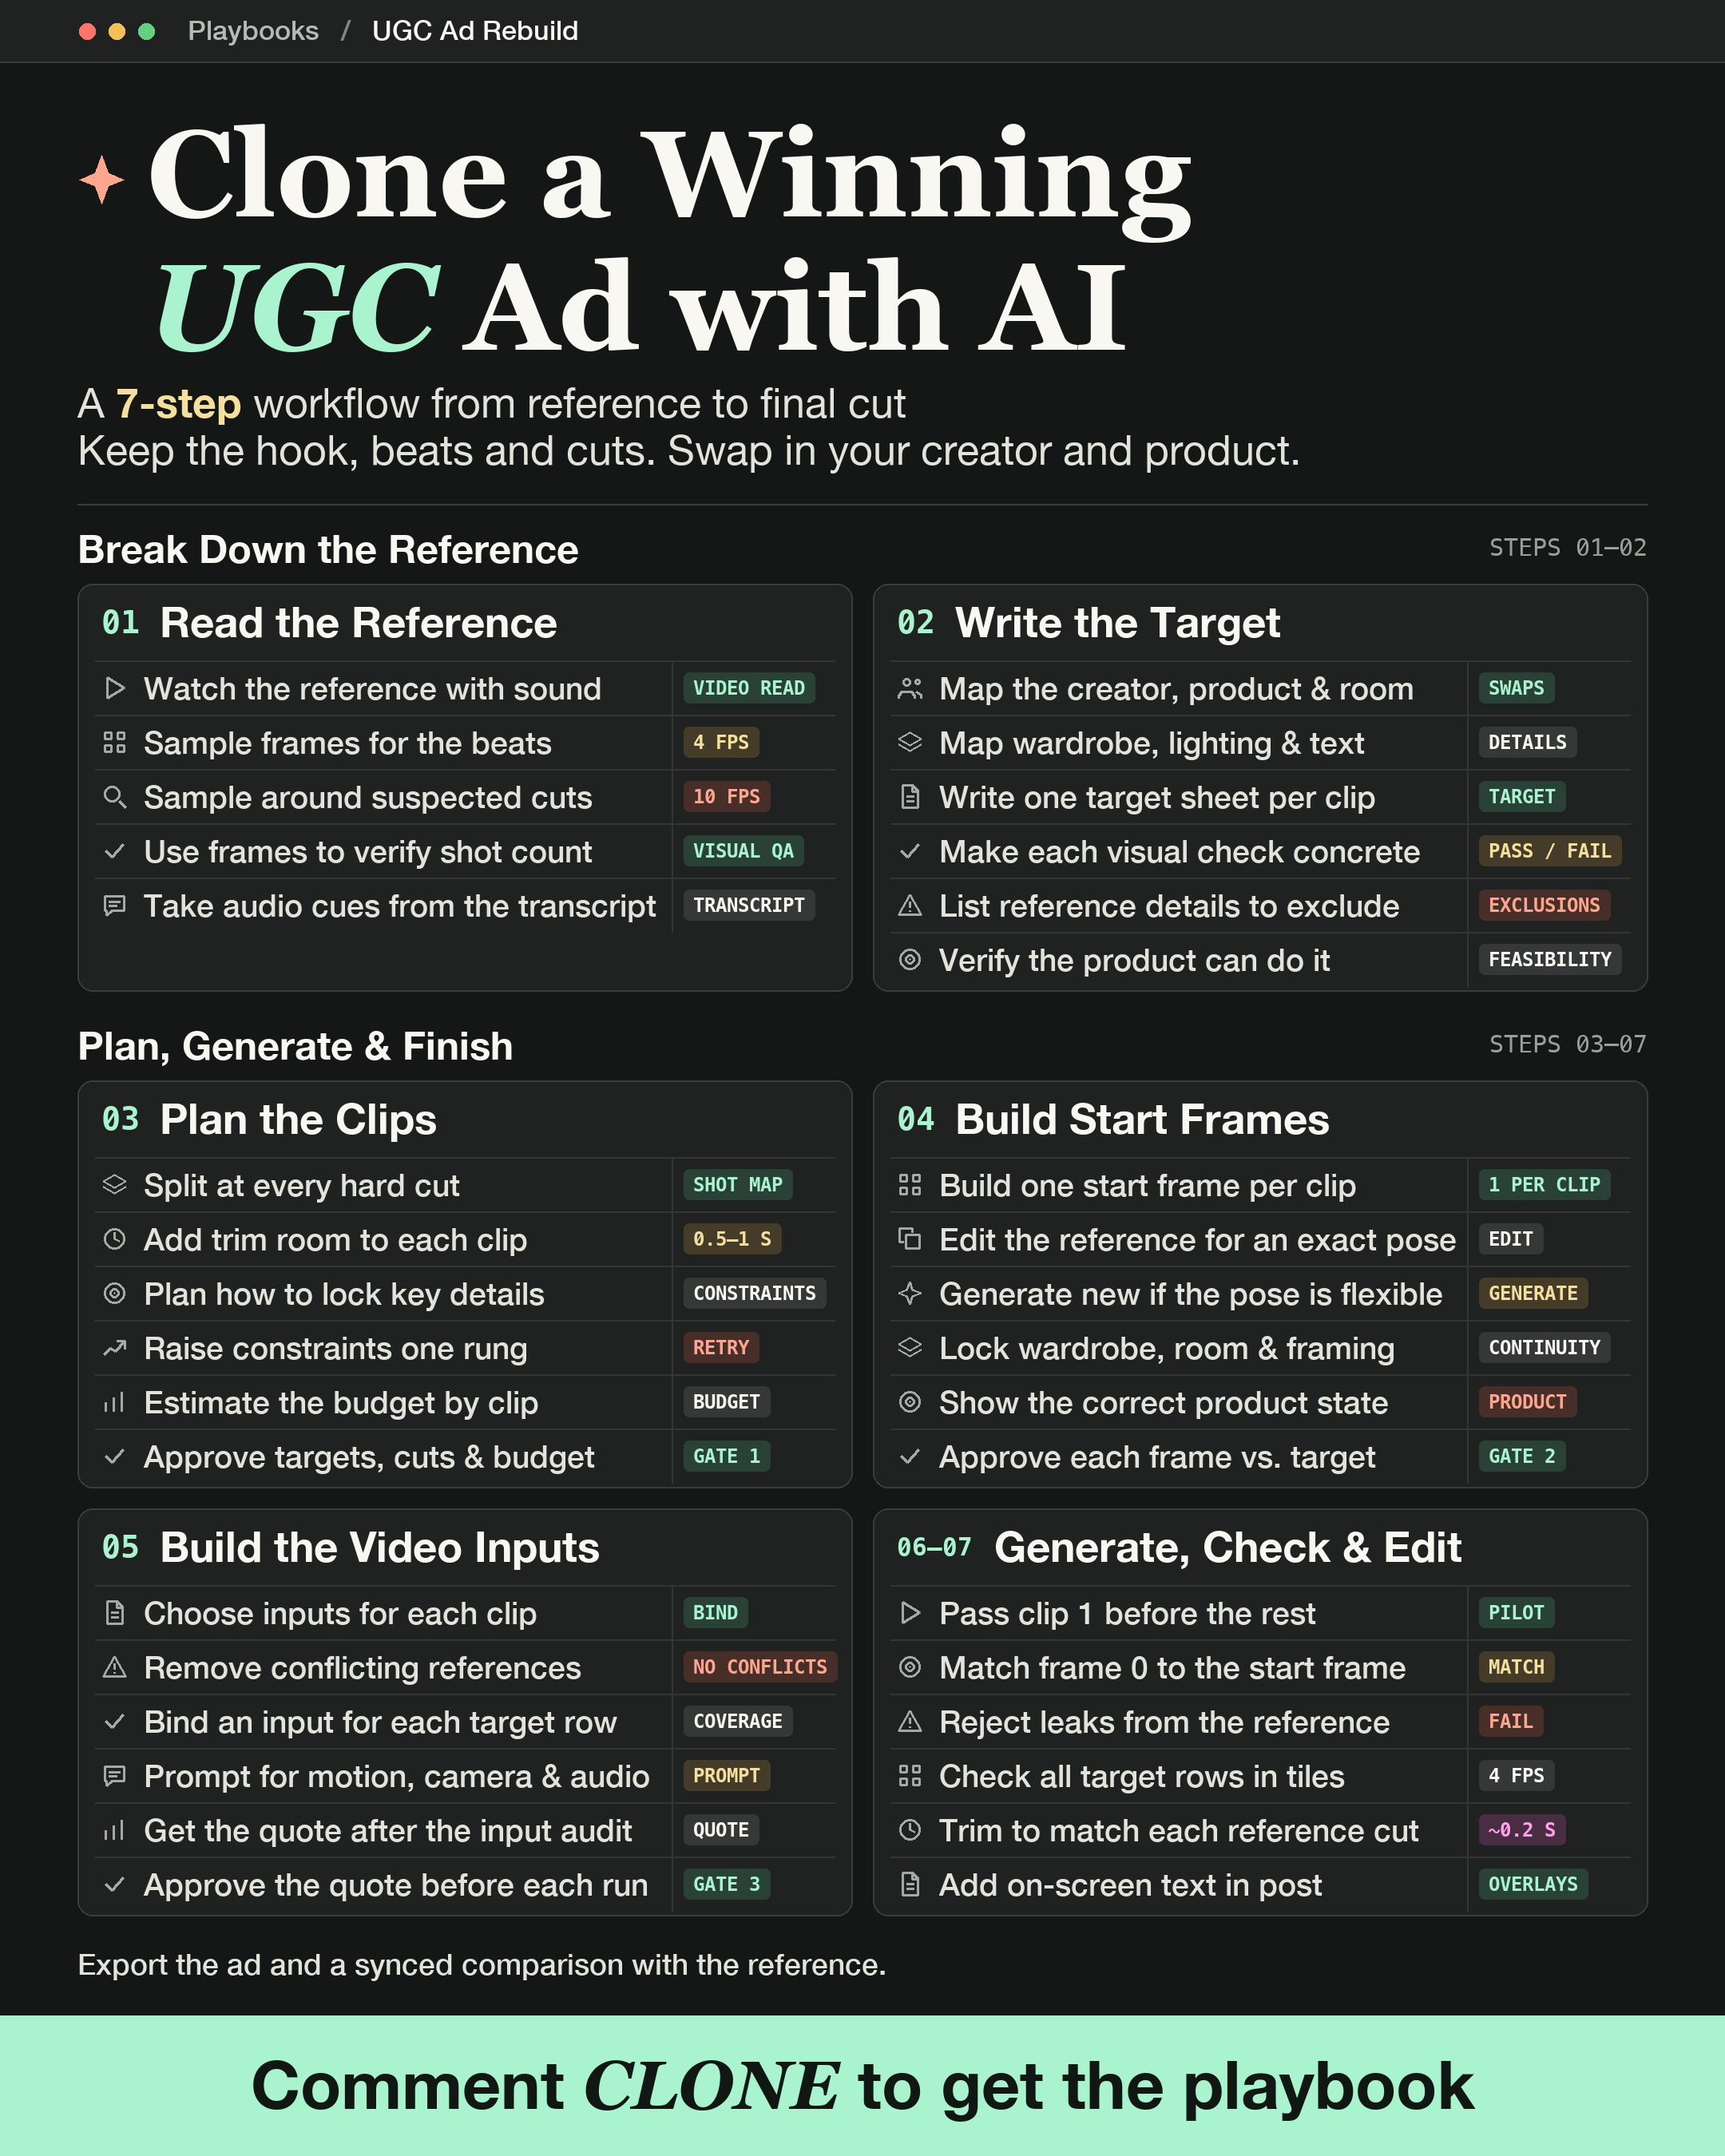 Playbooks / UGC Ad Rebuild
Clone a Winning
UGC Ad with AI
A 7-step workflow from reference to final cut
Keep the hook, beats and cuts. Swap in your creator and product.
Break Down the Reference
STEPS 01–02
01 Read the Reference
Watch the reference with sound VIDEO READ
Sample frames for the beats 4 FPS
Sample around suspected cuts 10 FPS
Use frames to verify shot count VISUAL QA
Take audio cues from the transcript TRANSCRIPT
02 Write the Target
Map the creator, product & room SWAPS
Map wardrobe, lighting & text DETAILS
Write one target sheet per clip TARGET
Make each visual check concrete PASS / FAIL
List reference details to exclude EXCLUSIONS
Verify the product can do it FEASIBILITY
Plan, Generate & Finish
STEPS 03–07
03 Plan the Clips
Split at every hard cut SHOT MAP
Add trim room to each clip 0.5–1 S
Plan how to lock key details CONSTRAINTS
Raise constraints one rung RETRY
Estimate the budget by clip BUDGET
Approve targets, cuts & budget GATE 1
04 Build Start Frames
Build one start frame per clip 1 PER CLIP
Edit the reference for an exact pose EDIT
Generate new if the pose is flexible GENERATE
Lock wardrobe, room & framing CONTINUITY
Show the correct product state PRODUCT
Approve each frame vs. target GATE 2
05 Build the Video Inputs
Choose inputs for each clip BIND
Remove conflicting references NO CONFLICTS
Bind an input for each target row COVERAGE
Prompt for motion, camera & audio PROMPT
Get the quote after the input audit QUOTE
Approve the quote before each run GATE 3
06–07 Generate, Check & Edit
Pass clip 1 before the rest PILOT
Match frame 0 to the start frame MATCH
Reject leaks from the reference FAIL
Check all target rows in tiles 4 FPS
Trim to match each reference cut ~0.2 S
Add on-screen text in post OVERLAYS
Export the ad and a synced comparison with the reference.
Comment CLONE to get the playbook